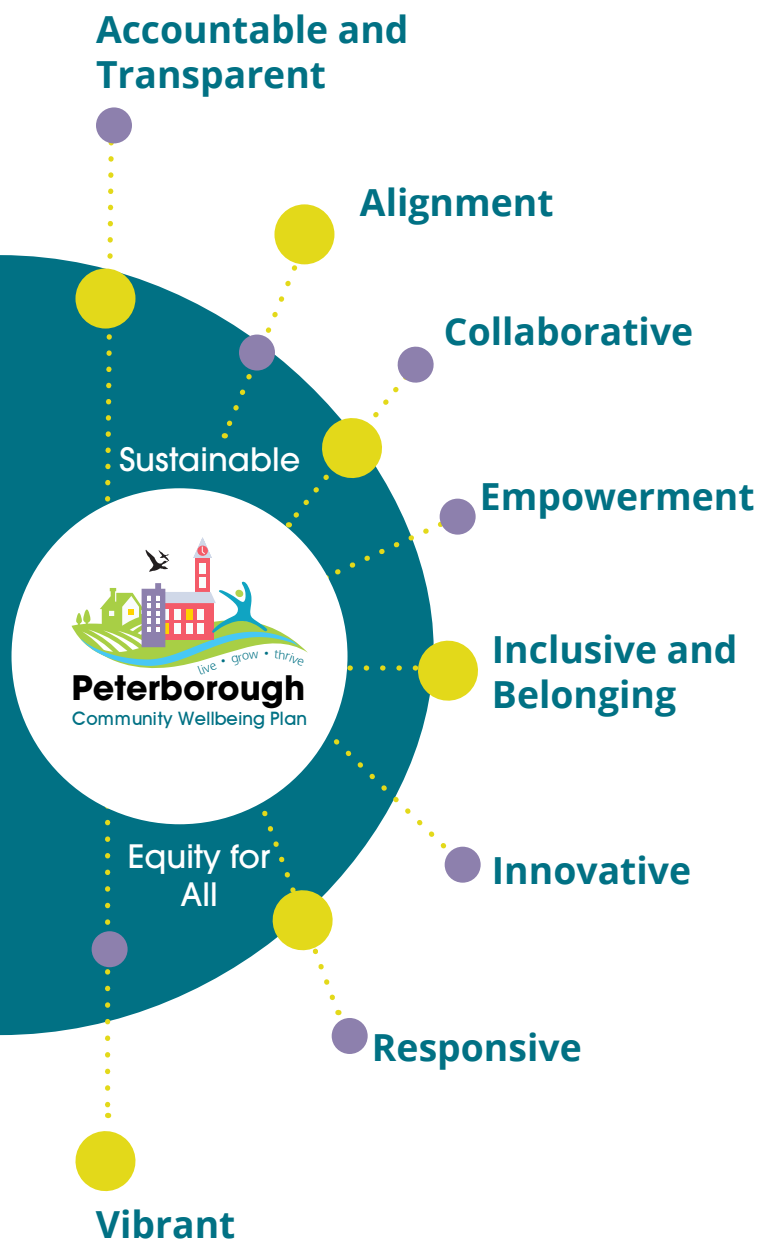 Accountable and
Transparent
Alignment
Collaborative
Sustainable
Empowerment
live • grow • thrive
Peterborough
Community Wellbeing Plan
Inclusive and
Belonging
Equity for
All
Innovative
Responsive
Vibrant